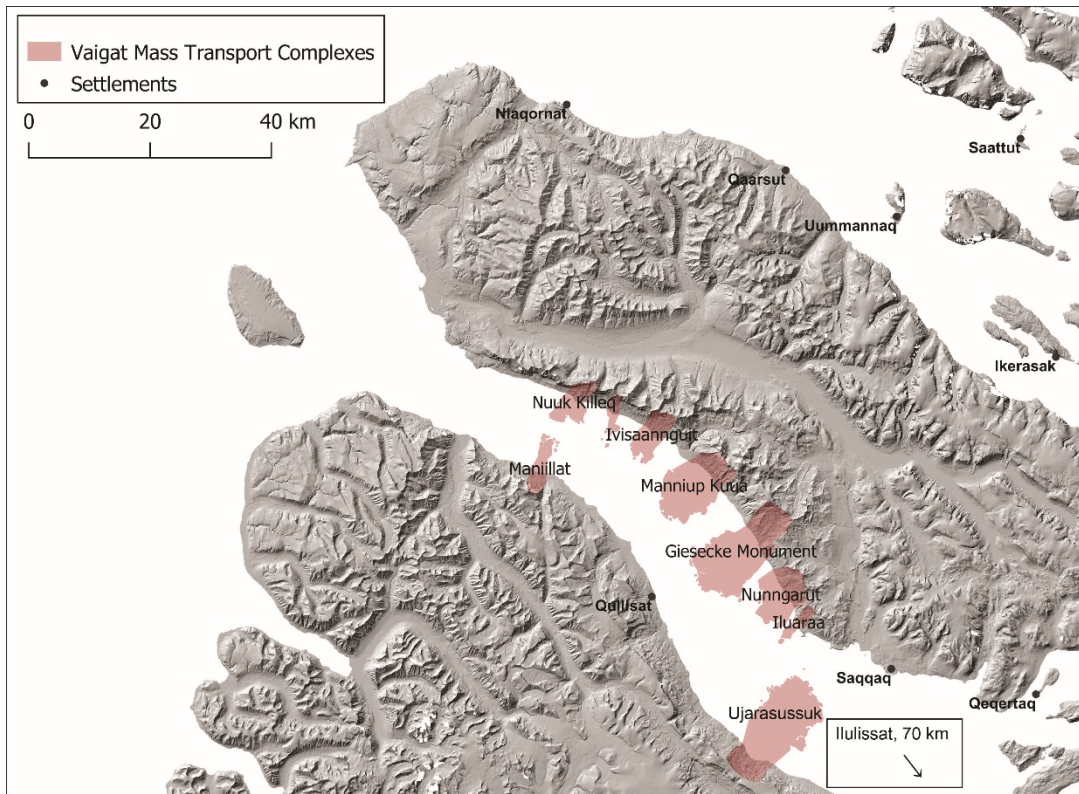 Vaigat Mass Transport Complexes
Settlements
0 20 40 km
Niaqornat
Saattut
Qaarsut
Uummannaq
Ikerasak
Nuuk Killeq
Ivisaannguit
Maniillat
Manniup Kuua
Giesecke Monument
Nunngarut
Qullisat
Iluaraa
Saqqaq
Qeqertaq
Ujarasussuk
Ilulissat, 70 km